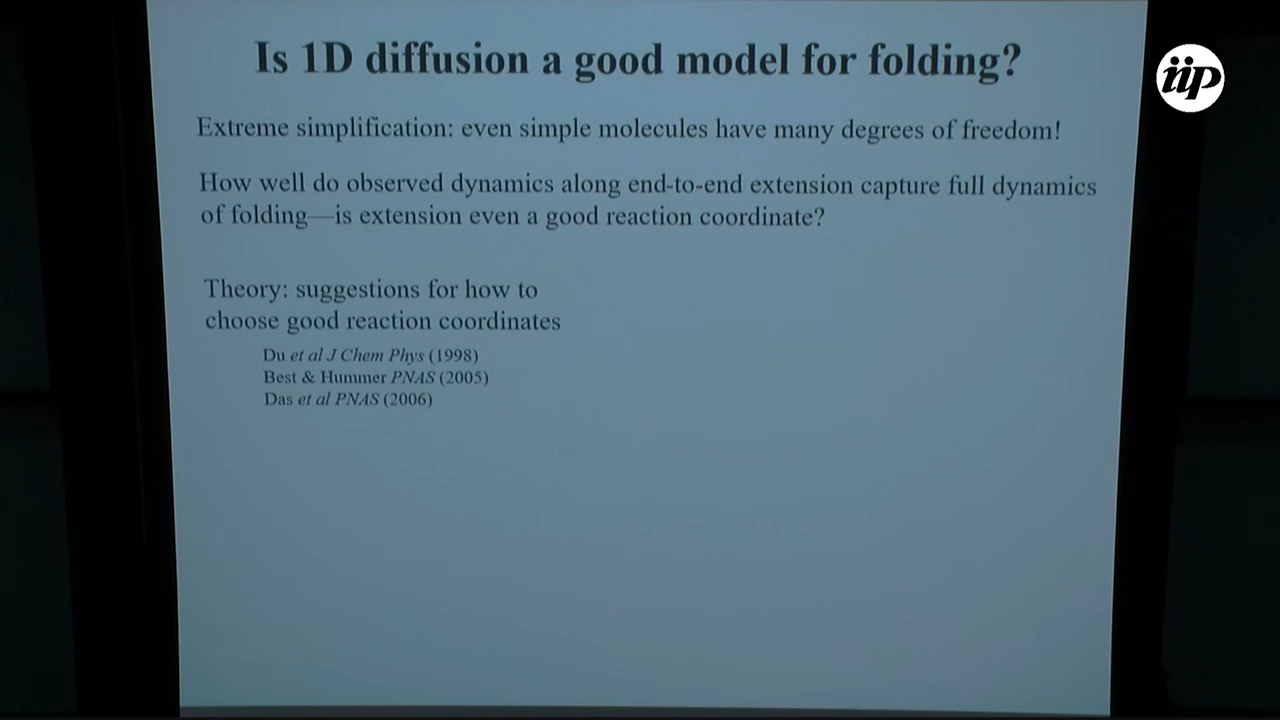 Is 1D diffusion a good model for folding?
iip
Extreme simplification: even simple molecules have many degrees of freedom!
How well do observed dynamics along end-to-end extension capture full dynamics
of folding—is extension even a good reaction coordinate?
Theory: suggestions for how to
choose good reaction coordinates
Du et al J Chem Phys (1998)
Best & Hummer PNAS (2005)
Das et al PNAS (2006)